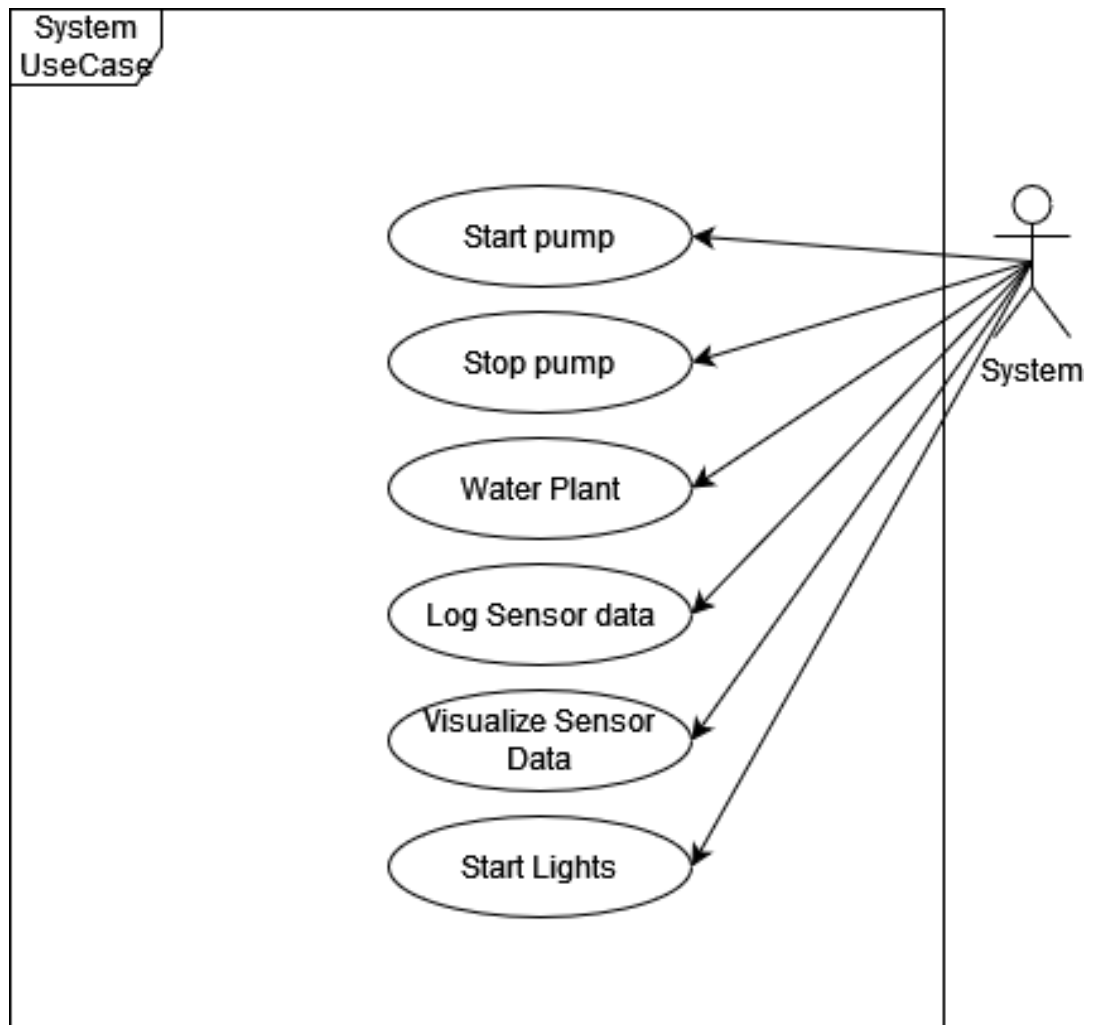 System
UseCase
Start pump
Stop pump
System
Water Plant
Log Sensor data
Visualize Sensor
Data
Start Lights